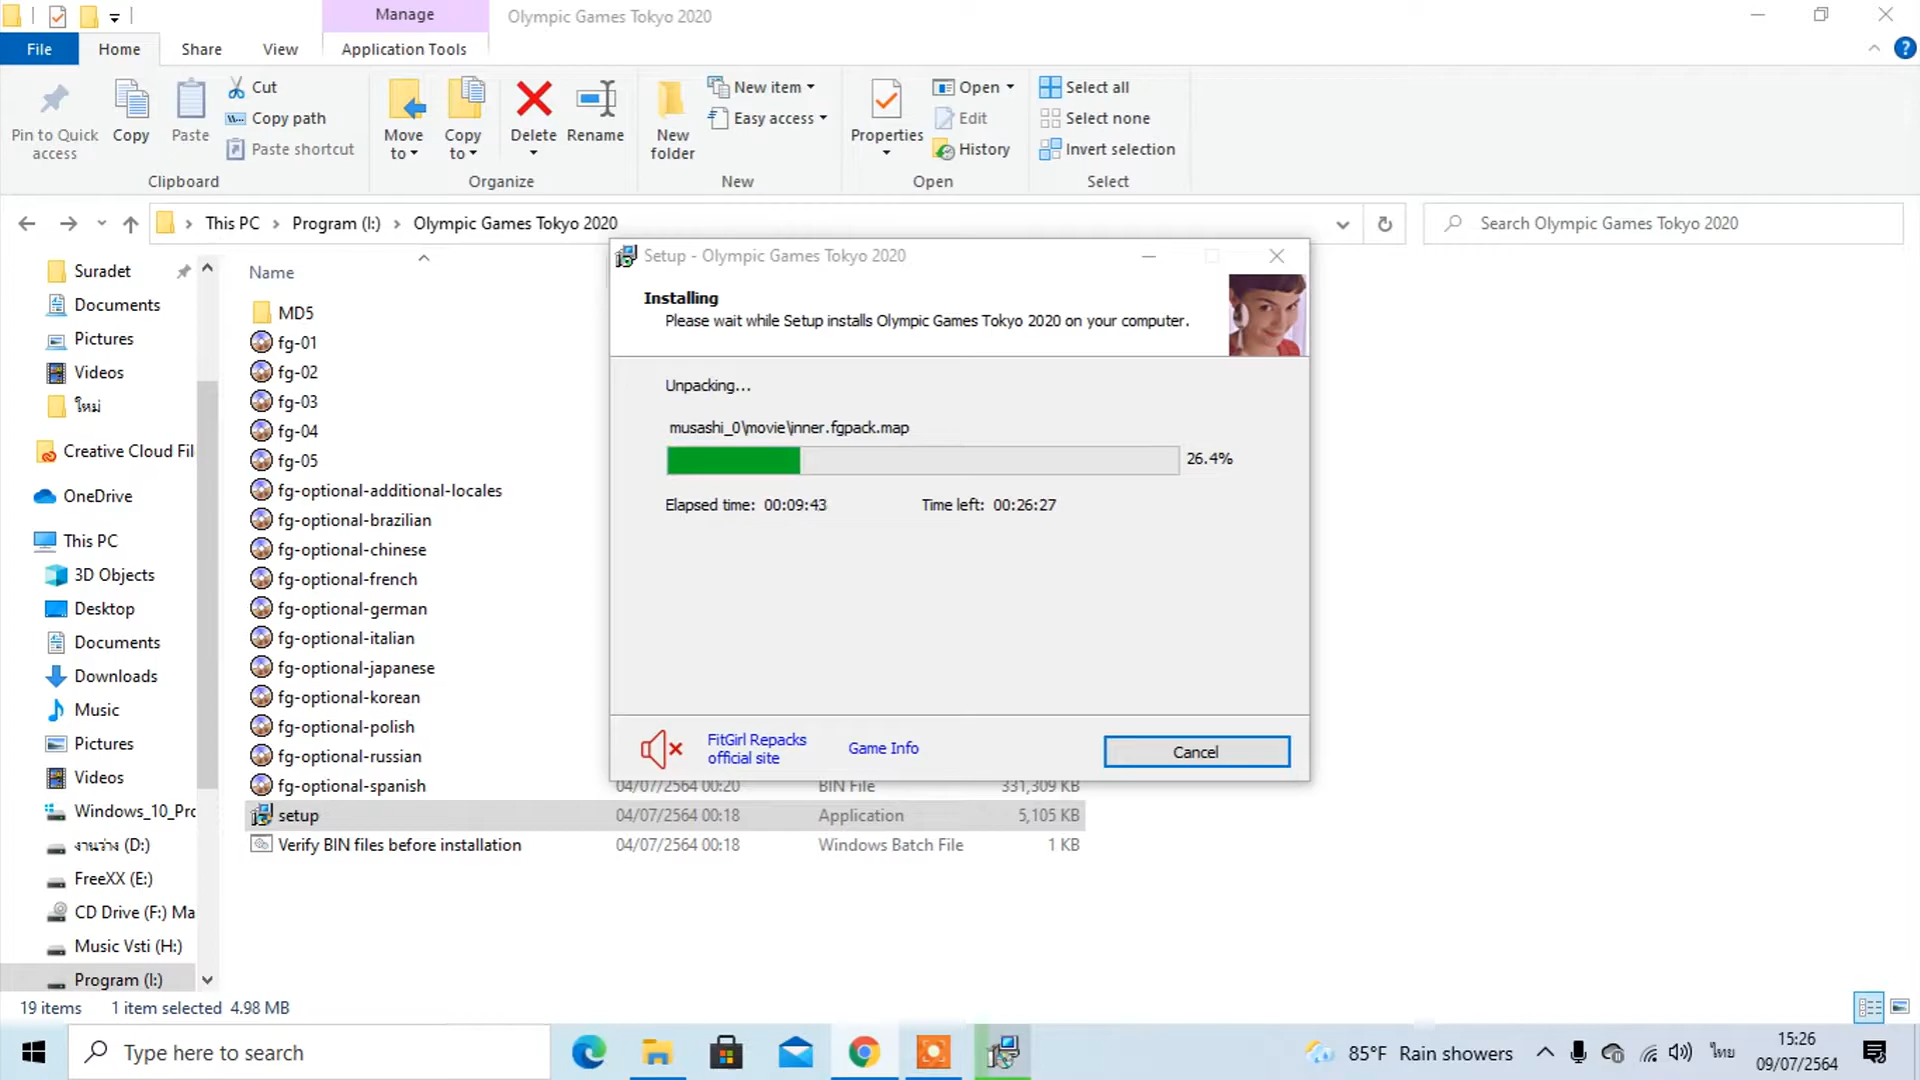 Manage
Olympic Games Tokyo 2020
File
Home
Share
View
Application Tools
Pin to Quick access
Copy
Paste
Cut
Copy path
Paste shortcut
Clipboard
Move to
Copy to
Delete
Rename
Organize
New folder
New item
Easy access
New
Properties
Open
Edit
History
Open
Select all
Select none
Invert selection
Select
This PC
Program (I:)
Olympic Games Tokyo 2020
Search Olympic Games Tokyo 2020
Suradet
Documents
Pictures
Videos
ใหม่
Creative Cloud Fil
OneDrive
This PC
3D Objects
Desktop
Documents
Downloads
Music
Pictures
Videos
Windows_10_Prc
งานว่าง (D:)
FreeXX (E:)
CD Drive (F:) Ma
Music Vsti (H:)
Program (I:)
Name
MD5
fg-01
fg-02
fg-03
fg-04
fg-05
fg-optional-additional-locales
fg-optional-brazilian
fg-optional-chinese
fg-optional-french
fg-optional-german
fg-optional-italian
fg-optional-japanese
fg-optional-korean
fg-optional-polish
fg-optional-russian
fg-optional-spanish 04/07/2564 00:20 BIN File 331,309 KB
setup 04/07/2564 00:18 Application 5,105 KB
Verify BIN files before installation 04/07/2564 00:18 Windows Batch File 1 KB
Setup - Olympic Games Tokyo 2020
Installing
Please wait while Setup installs Olympic Games Tokyo 2020 on your computer.
Unpacking...
musashi_0\movie\inner.fgpack.map
26.4%
Elapsed time: 00:09:43 Time left: 00:26:27
FitGirl Repacks
official site
Game Info
Cancel
19 items 1 item selected 4.98 MB
Type here to search
85°F Rain showers
ไทย
15:26
09/07/2564